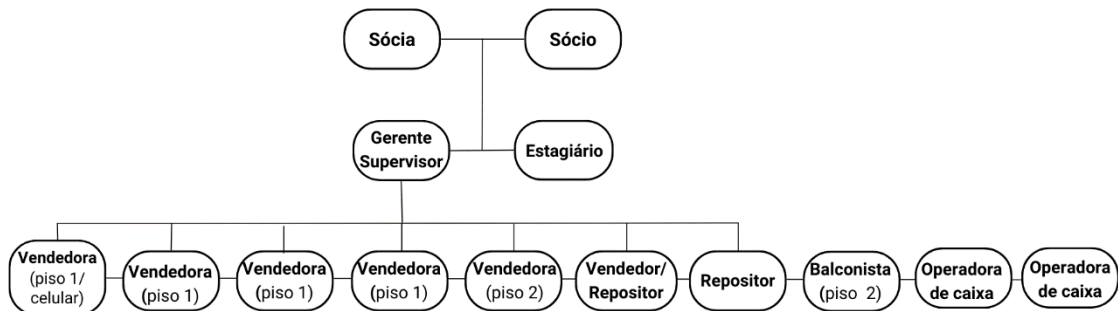 Sócia
Sócio
Gerente
Supervisor
Estagiário
Vendedora
(piso 1/
celular)
Vendedora
(piso 1)
Vendedora
(piso 1)
Vendedora
(piso 1)
Vendedora
(piso 2)
Vendedor/
Repositor
Repositor
Balconista
(piso 2)
Operadora
de caixa
Operadora
de caixa